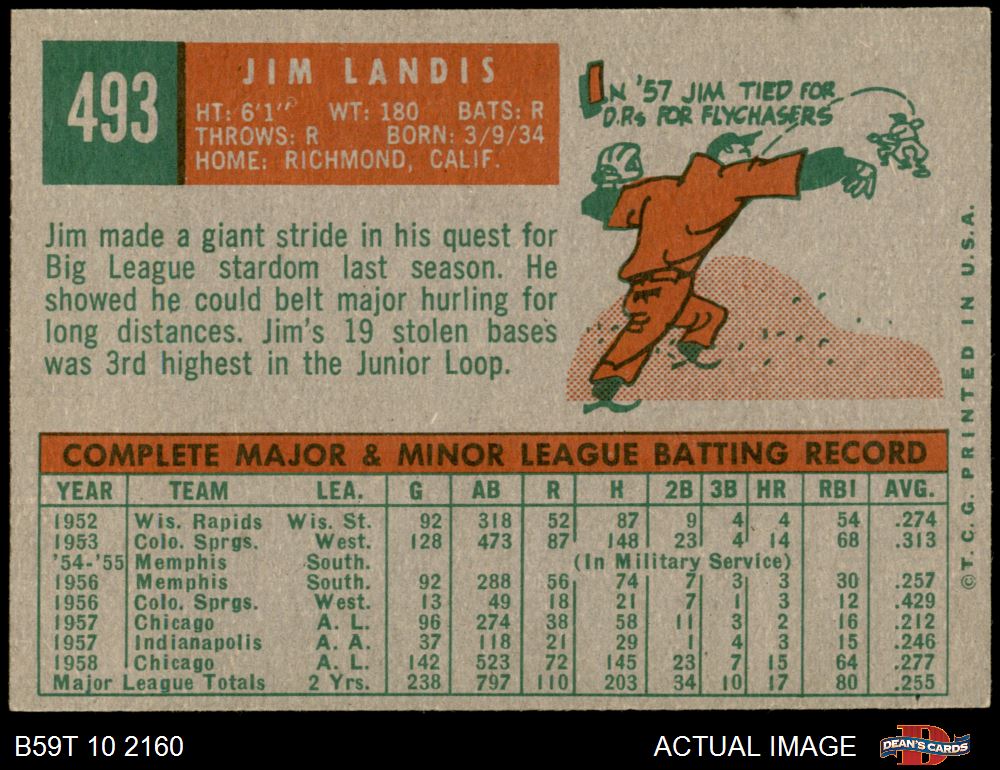 493
JIM LANDIS
HT: 6'1" WT: 180 BATS: R
THROWS: R BORN: 3/9/34
HOME: RICHMOND, CALIF.
IN '57 JIM TIED FOR
D.P.s FOR FLYCHASERS
Jim made a giant stride in his quest for
Big League stardom last season. He
showed he could belt major hurling for
long distances. Jim's 19 stolen bases
was 3rd highest in the Junior Loop.
COMPLETE MAJOR & MINOR LEAGUE BATTING RECORD
YEAR TEAM LEA. G AB R H 2B 3B HR RBI AVG.
1952 Wis. Rapids Wis. St. 92 318 52 87 9 4 4 54 .274
1953 Colo. Sprgs. West. 128 473 87 148 23 4 14 68 .313
'54-'55 Memphis South. (In Military Service)
1956 Memphis South. 92 288 56 74 7 3 3 30 .257
1956 Colo. Sprgs. West. 13 49 18 21 7 1 3 12 .429
1957 Chicago A. L. 96 274 38 58 11 3 2 16 .212
1957 Indianapolis A. A. 37 118 21 29 1 4 3 15 .246
1958 Chicago A. L. 142 523 72 145 23 7 15 64 .277
Major League Totals 2 Yrs. 238 797 110 203 34 10 17 80 .255
© T. C. G. PRINTED IN U.S.A.
B59T 10 2160
ACTUAL IMAGE
D
DEAN'S CARDS